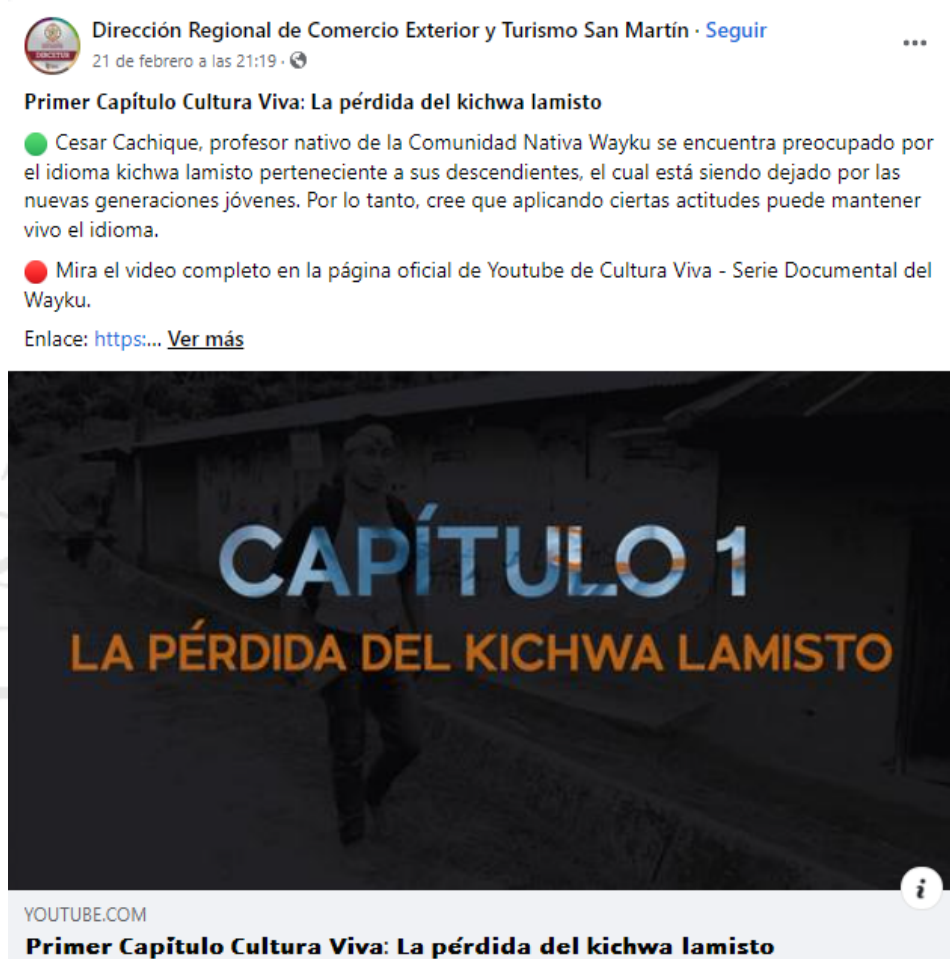 Dirección Regional de Comercio Exterior y Turismo San Martín · Seguir
21 de febrero a las 21:19 ·
Primer Capítulo Cultura Viva: La pérdida del kichwa lamisto
Cesar Cachique, profesor nativo de la Comunidad Nativa Wayku se encuentra preocupado por
el idioma kichwa lamisto perteneciente a sus descendientes, el cual está siendo dejado por las
nuevas generaciones jóvenes. Por lo tanto, cree que aplicando ciertas actitudes puede mantener
vivo el idioma.
Mira el video completo en la página oficial de Youtube de Cultura Viva - Serie Documental del
Wayku.
Enlace: https:... Ver más
CAPÍTULO 1
LA PÉRDIDA DEL KICHWA LAMISTO
YOUTUBE.COM
Primer Capítulo Cultura Viva: La pérdida del kichwa lamisto